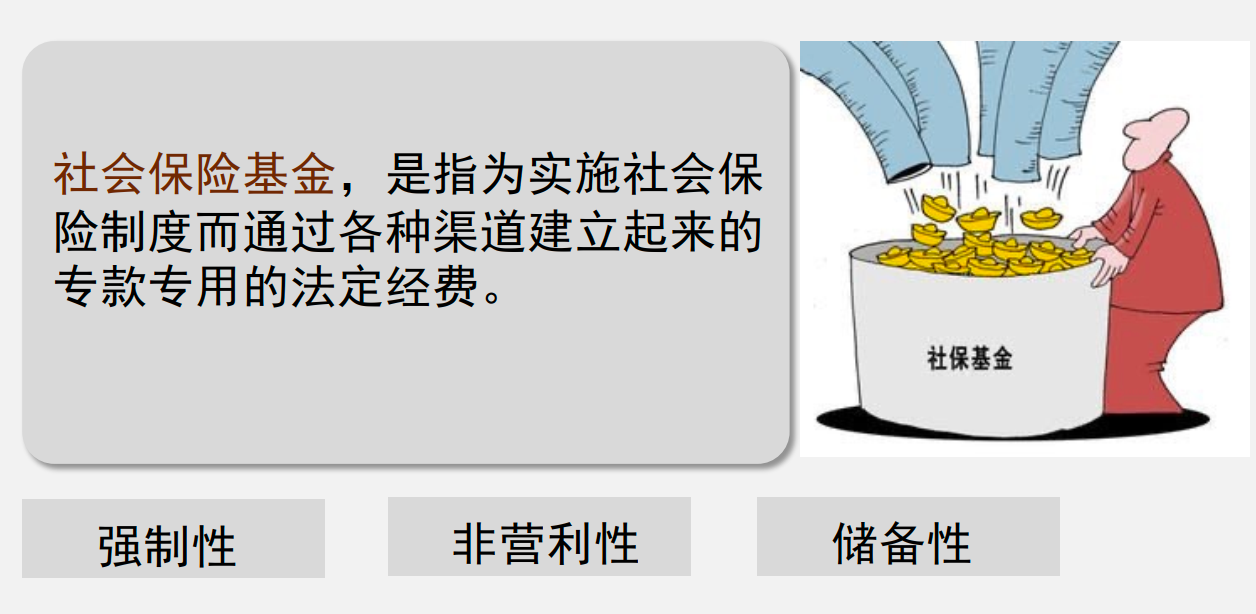 社会保险基金，是指为实施社会保
险制度而通过各种渠道建立起来的
专款专用的法定经费。
社保基金
强制性
非营利性
储备性